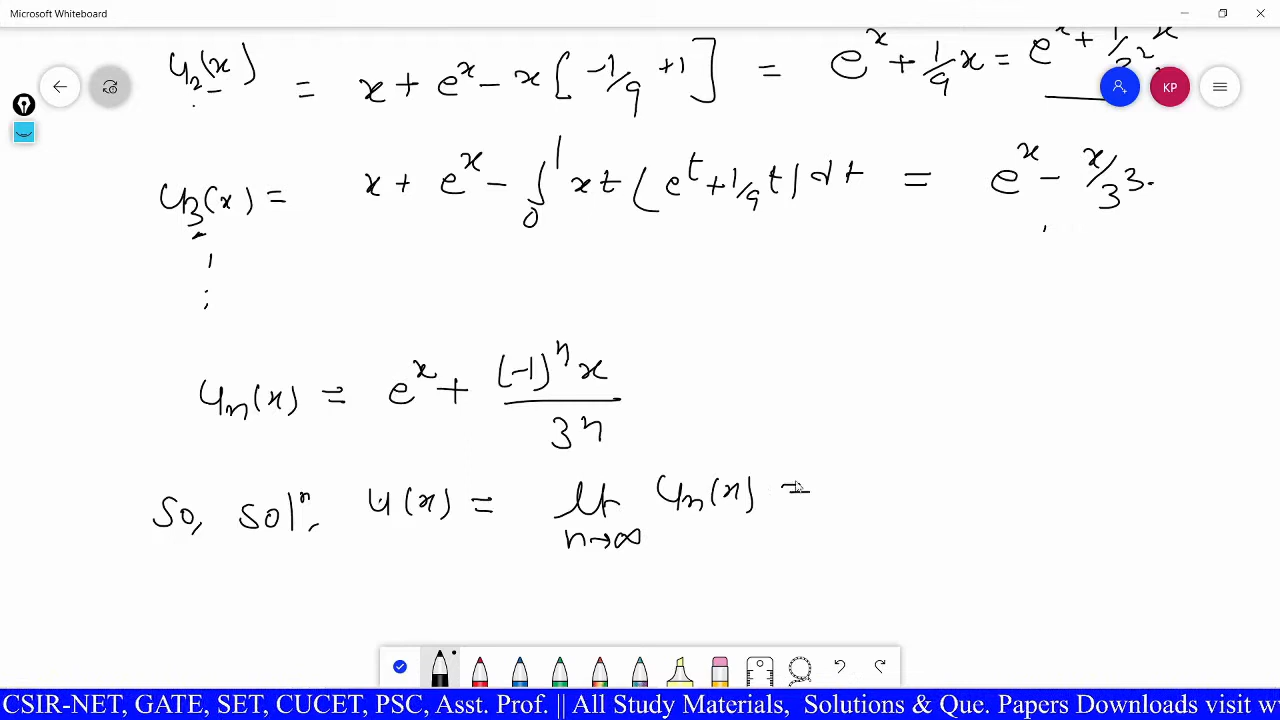 Microsoft Whiteboard
u₂(x) = x + eˣ - x[-1/9 + 1] = eˣ + 1/9 x = eˣ + 1/3² x
KP
u₃(x) = x + eˣ - ∫₀¹ xt(eᵗ + 1/9 t) dt = eˣ - x/3³.
uₙ(x) = eˣ + (-1)ⁿ x / 3ⁿ
So, solⁿ, u(x) = lt n→∞ uₙ(x) =
CSIR-NET, GATE, SET, CUCET, PSC, Asst. Prof. || All Study Materials, Solutions & Que. Papers Downloads visit w